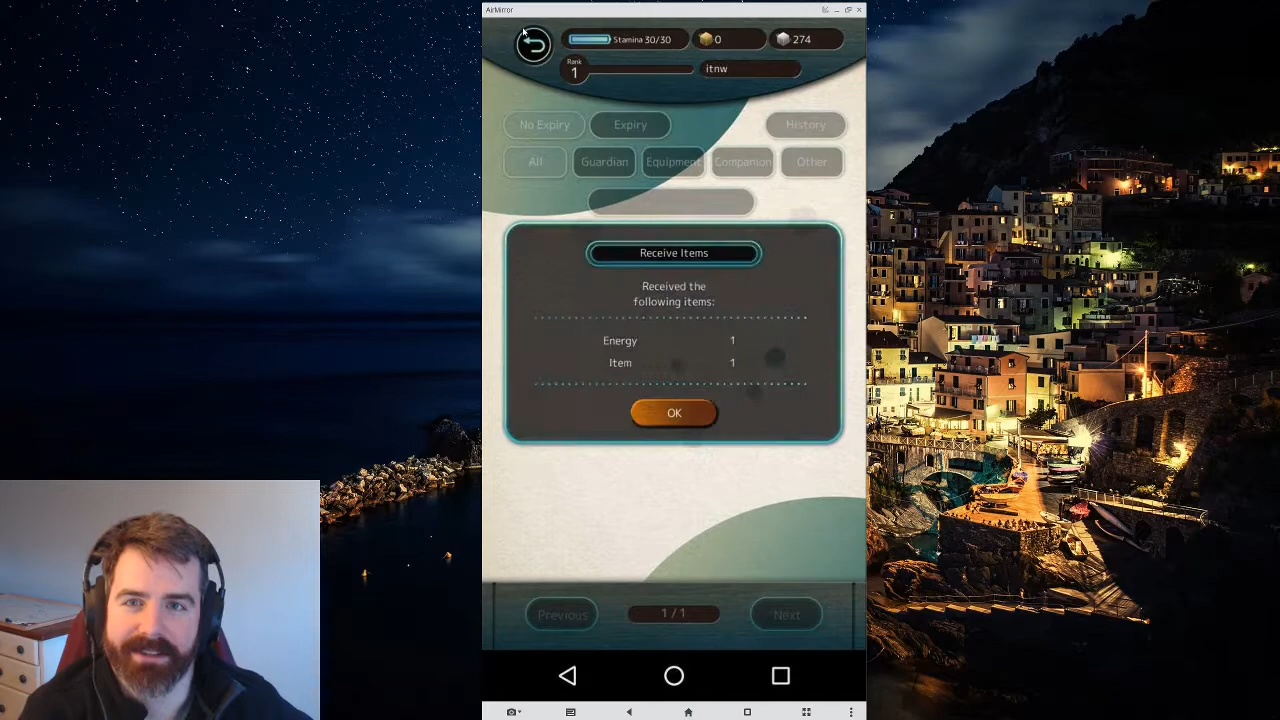 AirMirror
Stamina 30/30
0
274
Rank
1
itnw
No Expiry
Expiry
History
All
Guardian
Equipment
Companion
Other
Receive Items
Received the
following items:
Energy 1
Item 1
OK
Previous
1 / 1
Next